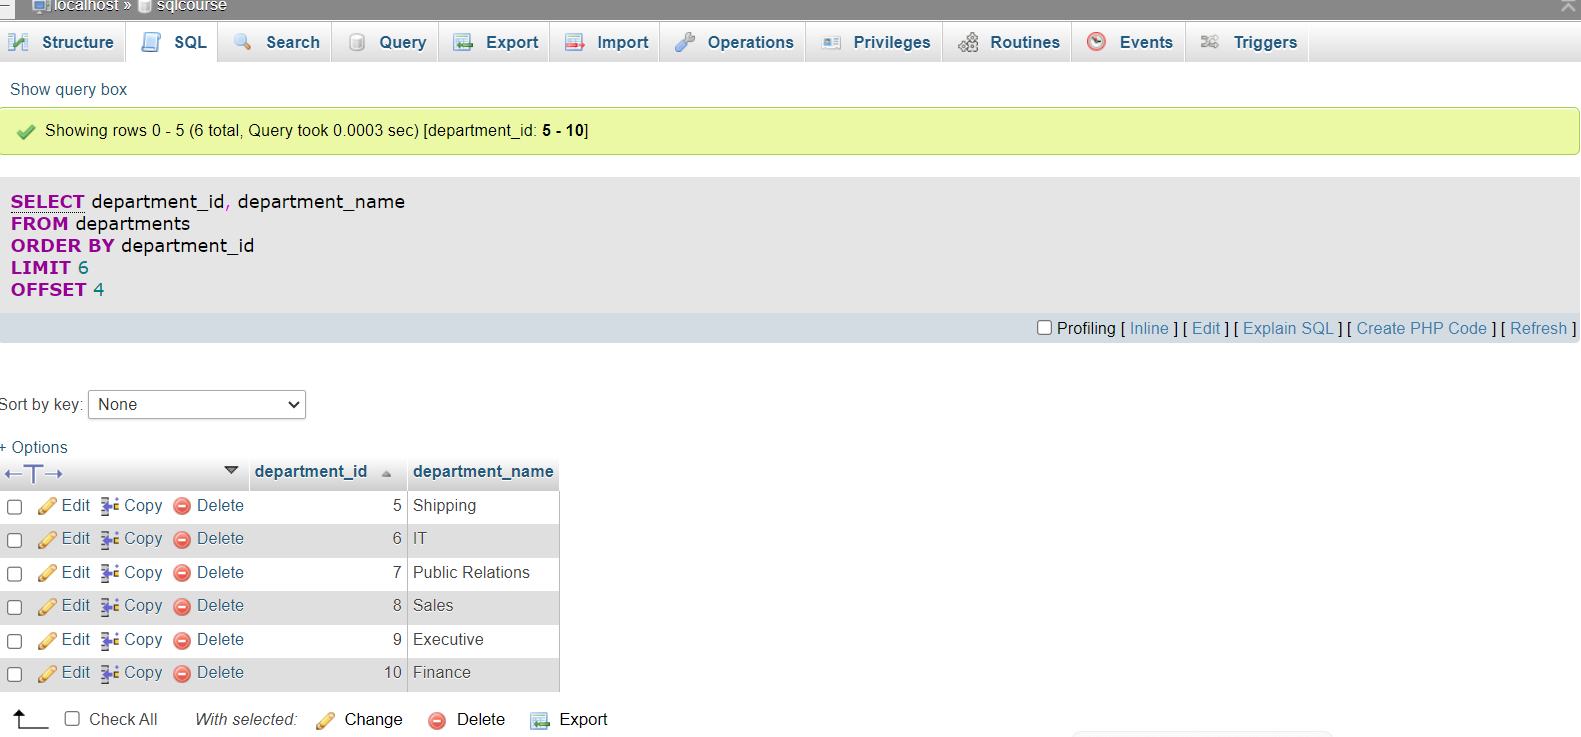 localhost » sqlcourse
Structure SQL Search Query Export Import Operations Privileges Routines Events Triggers
Show query box
Showing rows 0 - 5 (6 total, Query took 0.0003 sec) [department_id: 5 - 10]
SELECT department_id, department_name
FROM departments
ORDER BY department_id
LIMIT 6
OFFSET 4
Profiling [ Inline ] [ Edit ] [ Explain SQL ] [ Create PHP Code ] [ Refresh ]
Sort by key: None
+ Options
←T→ department_id department_name
Edit Copy Delete 5 Shipping
Edit Copy Delete 6 IT
Edit Copy Delete 7 Public Relations
Edit Copy Delete 8 Sales
Edit Copy Delete 9 Executive
Edit Copy Delete 10 Finance
Check All With selected: Change Delete Export